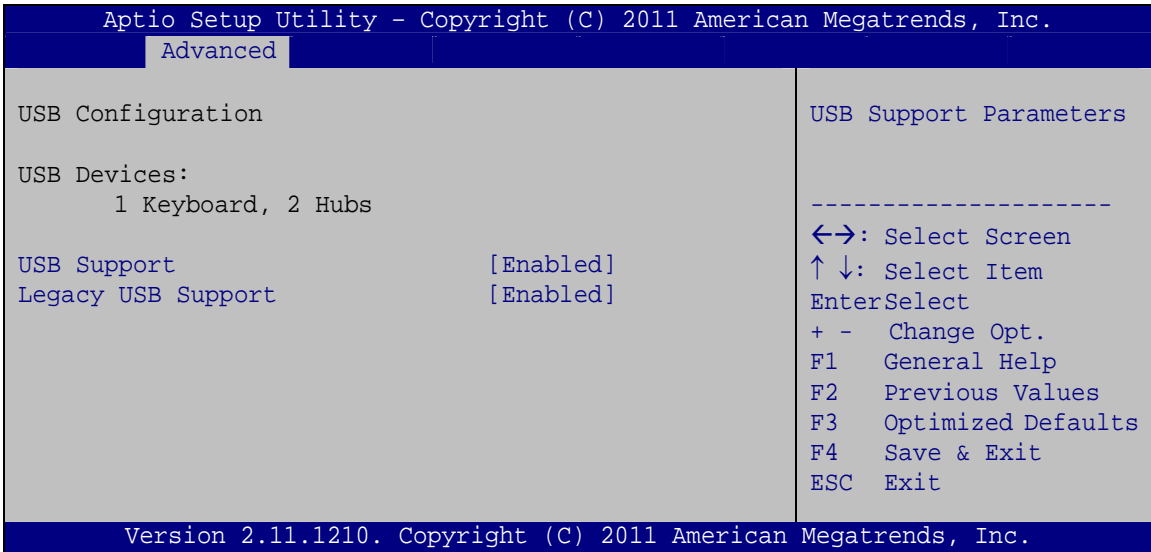 Aptio Setup Utility – Copyright (C) 2011 American Megatrends, Inc.
Advanced
USB Configuration
USB Devices:
1 Keyboard, 2 Hubs
USB Support [Enabled]
Legacy USB Support [Enabled]
USB Support Parameters
---------------------
←→: Select Screen
↑ ↓: Select Item
EnterSelect
+ - Change Opt.
F1 General Help
F2 Previous Values
F3 Optimized Defaults
F4 Save & Exit
ESC Exit
Version 2.11.1210. Copyright (C) 2011 American Megatrends, Inc.